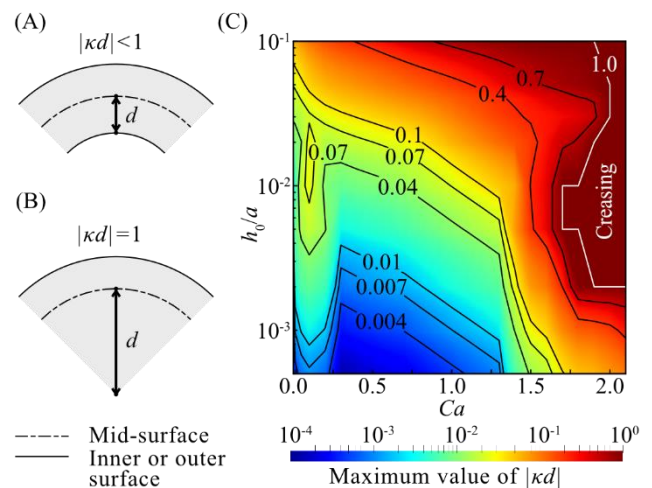 (A)
|κd|<1
d
(B)
|κd|=1
d
Mid-surface
Inner or outer
surface
(C)
10⁻¹
10⁻²
10⁻³
h₀/a
1.0
0.7
0.4
0.1
0.07
0.07
0.04
0.01
0.007
0.004
Creasing
0.0 0.5 1.0 1.5 2.0
Ca
10⁻⁴ 10⁻³ 10⁻² 10⁻¹ 10⁰
Maximum value of |κd|